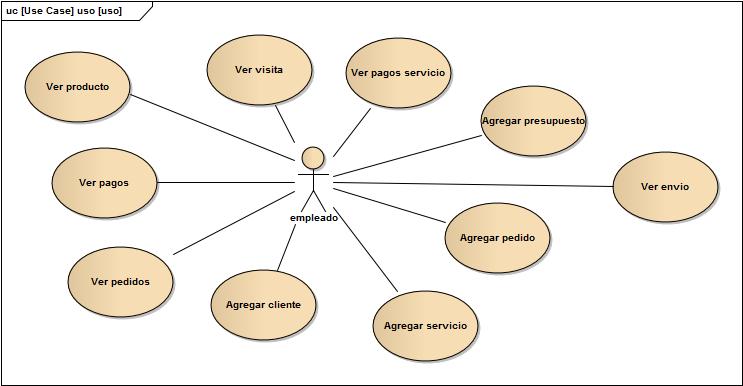 uc [Use Case] uso [uso]
Ver visita
Ver pagos servicio
Ver producto
Agregar presupuesto
Ver pagos
Ver envio
empleado
Agregar pedido
Ver pedidos
Agregar cliente
Agregar servicio